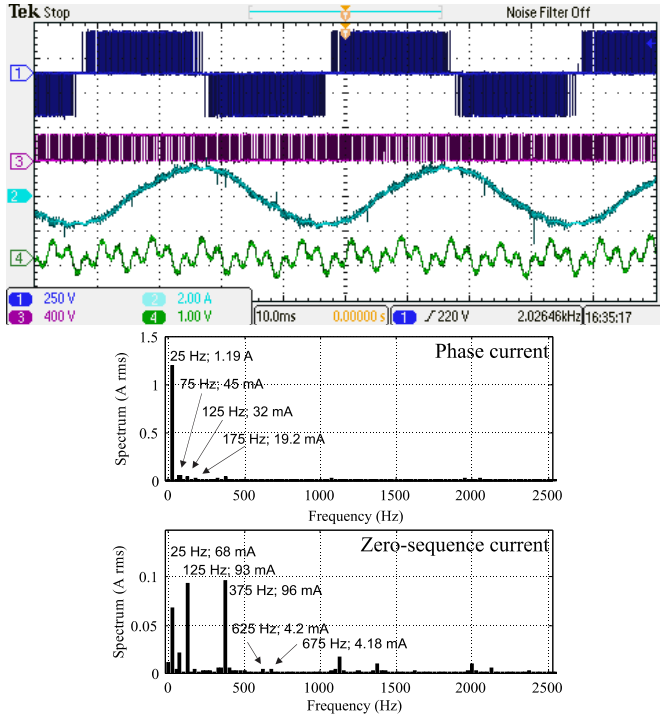 Tek Stop
Noise Filter Off
1
3
2
4
1 250 V 2 2.00 A
3 400 V 4 1.00 V
10.0ms 0.00000 s
1 220 V 2.02646kHz 16:35:17
Phase current
Spectrum (A rms)
1.5
1
0.5
0
25 Hz; 1.19 A
75 Hz; 45 mA
125 Hz; 32 mA
175 Hz; 19.2 mA
0 500 1000 1500 2000 2500
Frequency (Hz)
Zero-sequence current
Spectrum (A rms)
0.1
0.05
0
25 Hz; 68 mA
125 Hz; 93 mA
375 Hz; 96 mA
625 Hz; 4.2 mA
675 Hz; 4.18 mA
0 500 1000 1500 2000 2500
Frequency (Hz)